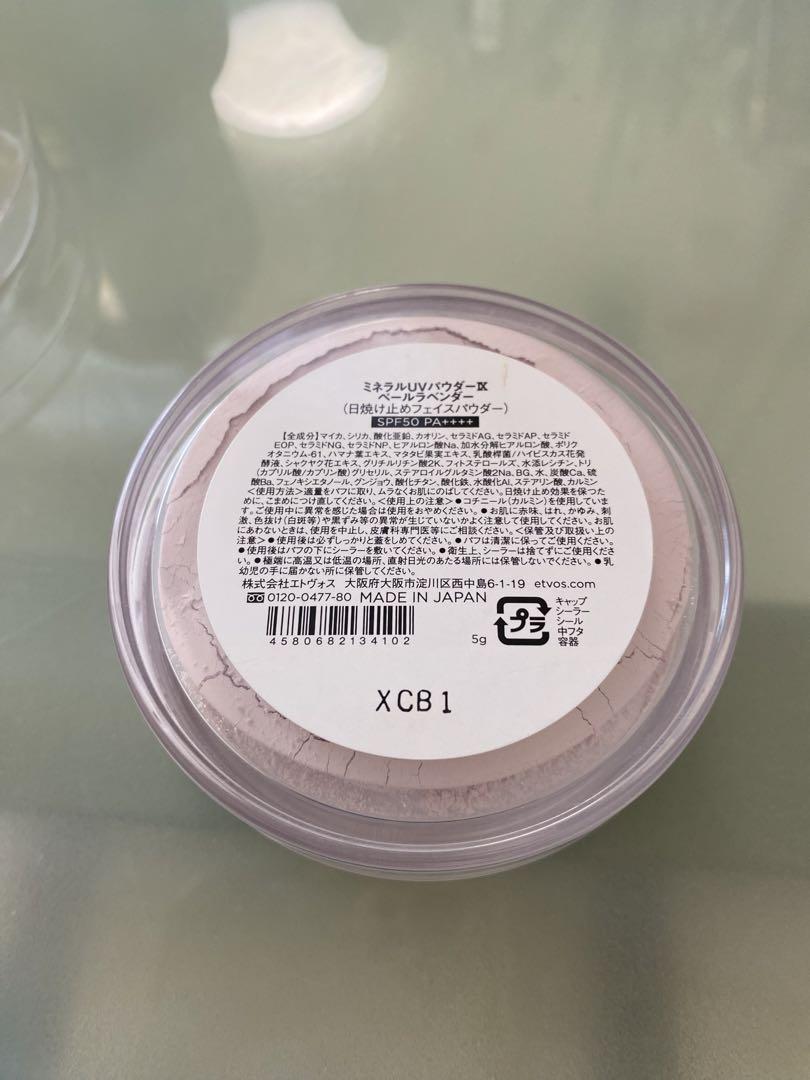 ミネラルUVパウダーⅨ
ペールラベンダー
(日焼け止めフェイスパウダー)
SPF50 PA++++
【全成分】マイカ、シリカ、酸化亜鉛、カオリン、セラミドAG、セラミドAP、セラミド
EOP、セラミドNG、セラミドNP、ヒアルロン酸Na、加水分解ヒアルロン酸、ポリク
オタニウム-61、ハマナ葉エキス、マタタビ果実エキス、乳酸桿菌/ハイビスカス花発
酵液、シャクヤク花エキス、グリチルリチン酸2K、フィトステロールズ、水添レシチン、トリ
(カプリル酸/カプリン酸)グリセリル、ステアロイルグルタミン酸2Na、BG、水、炭酸Ca、硫
酸Ba、フェノキシエタノール、グンジョウ、酸化チタン、酸化鉄、水酸化Al、ステアリン酸、カルミン
<使用方法>適量をパフに取り、ムラなくお肌にのばしてください。日焼け止め効果を保つた
めに、こまめにつけ直してください。<使用上の注意>●コチニール(カルミン)を使用していま
す。ご使用中に異常を感じた場合は使用をおやめください。●お肌に赤味、はれ、かゆみ、刺
激、色抜け(白斑等)や黒ずみ等の異常が生じていないかよく注意して使用してください。お肌
にあわないときは、使用を中止し、皮膚科専門医等にご相談ください。<保管及び取扱い上の
注意>●使用後は必ずしっかりと蓋をしめてください。●パフは清潔に保ってご使用ください。
●使用後はパフの下にシーラーを敷いてください。●衛生上、シーラーは捨てずにご使用くださ
い。●極端に高温又は低温の場所、直射日光のあたる場所には保管しないでください。●乳
幼児の手に届かない所に保管してください。
株式会社エトヴォス 大阪府大阪市淀川区西中島6-1-19 etvos.com
0120-0477-80 MADE IN JAPAN
4580682134102
5g
プラ
キャップ
シーラー
シール
中フタ
容器
XCB1